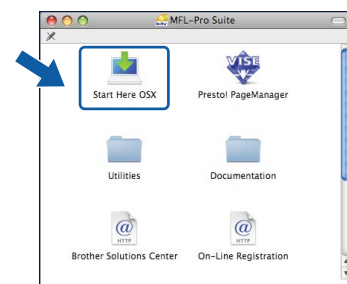 MFL-Pro Suite
VISE
Start Here OSX
Presto! PageManager
Utilities
Documentation
@
HTTP
@
HTTP
Brother Solutions Center
On-Line Registration